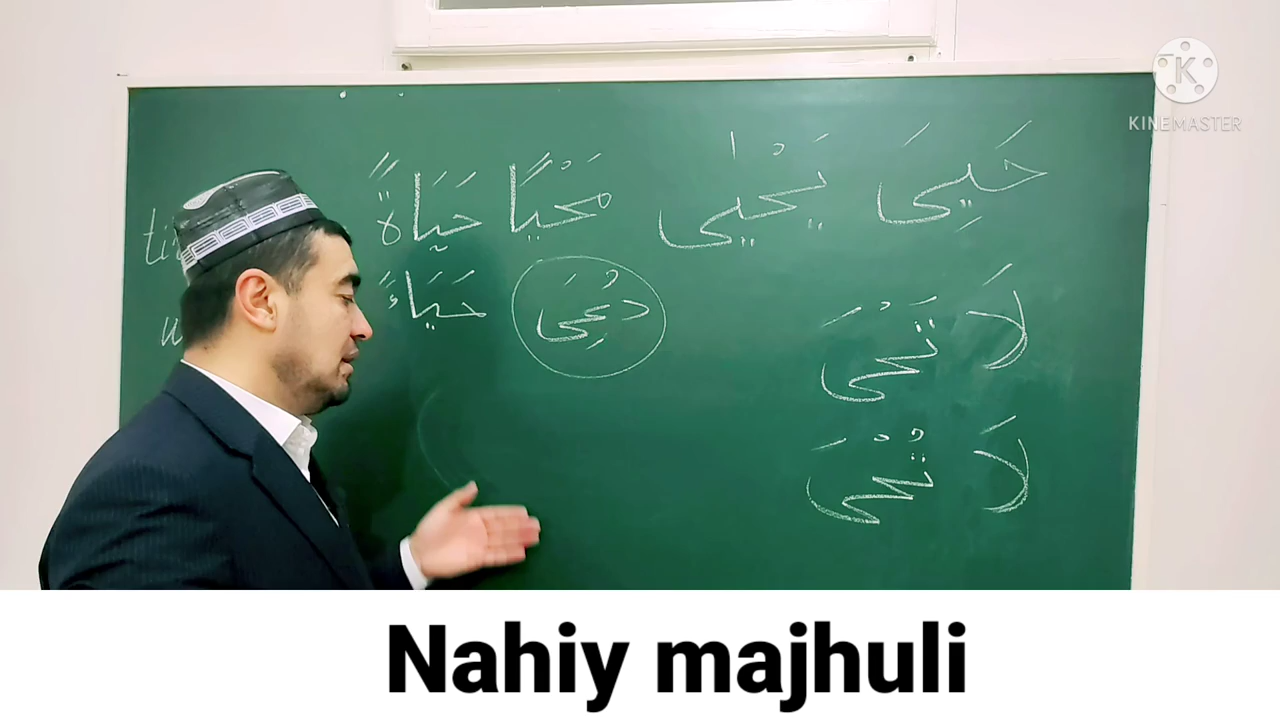 KINEMASTER
حَيِيَ يَحْيَى مَحْيًا حَيَاةً
حَيَاءً
لَا تَحْيَ
لَا تُحْيَ
Nahiy majhuli